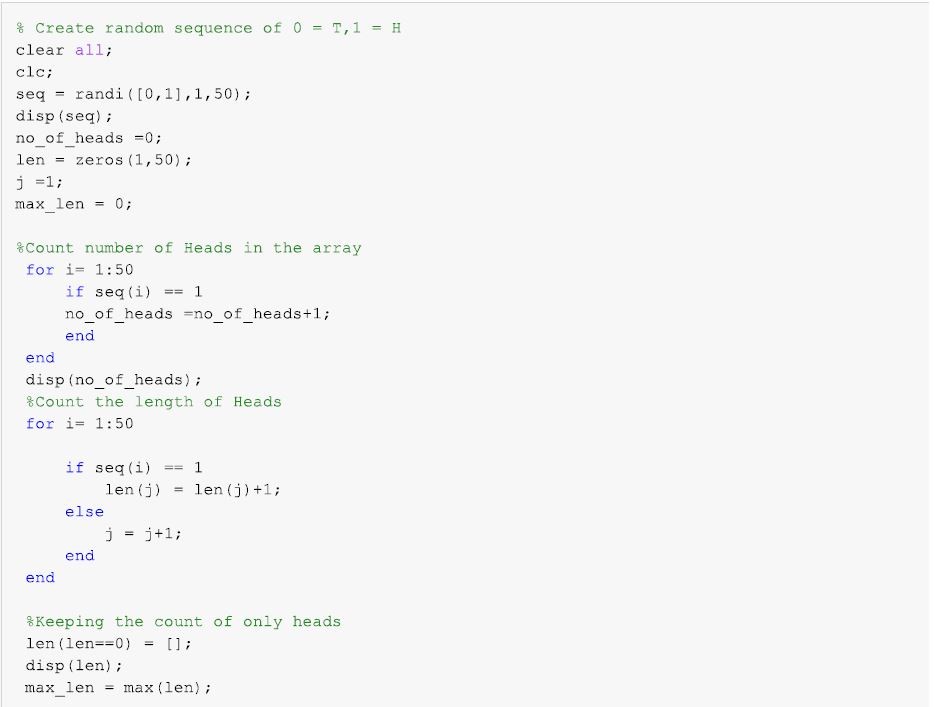 % Create random sequence of 0 = T,1 = H
clear all;
clc;
seq = randi([0,1],1,50);
disp(seq);
no_of_heads =0;
len = zeros(1,50);
j =1;
max_len = 0;
%Count number of Heads in the array
for i= 1:50
if seq(i) == 1
no_of_heads =no_of_heads+1;
end
end
disp(no_of_heads);
%Count the length of Heads
for i= 1:50
if seq(i) == 1
len(j) = len(j)+1;
else
j = j+1;
end
end
%Keeping the count of only heads
len(len==0) = [];
disp(len);
max_len = max(len);